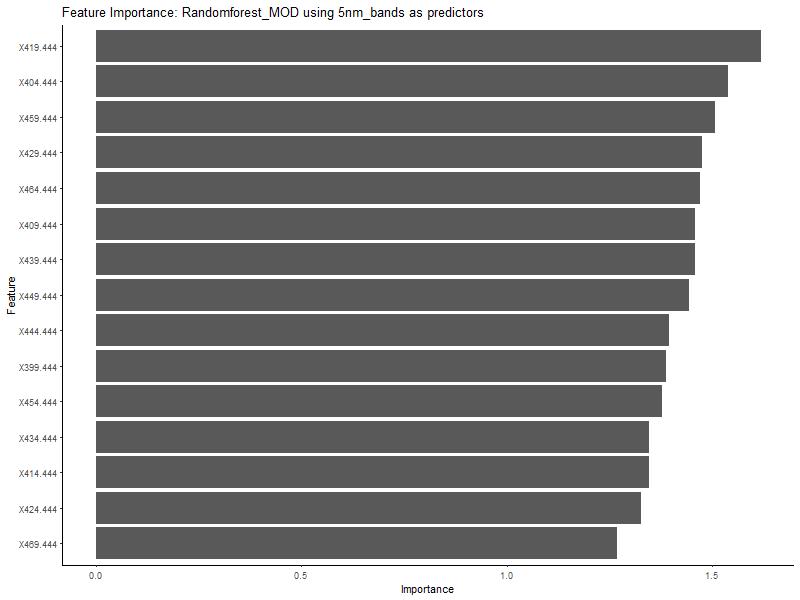 Feature Importance: Randomforest_MOD using 5nm_bands as predictors
Feature
X419.444
X404.444
X459.444
X429.444
X464.444
X409.444
X439.444
X449.444
X444.444
X399.444
X454.444
X434.444
X414.444
X424.444
X469.444
0.0 0.5 1.0 1.5
Importance